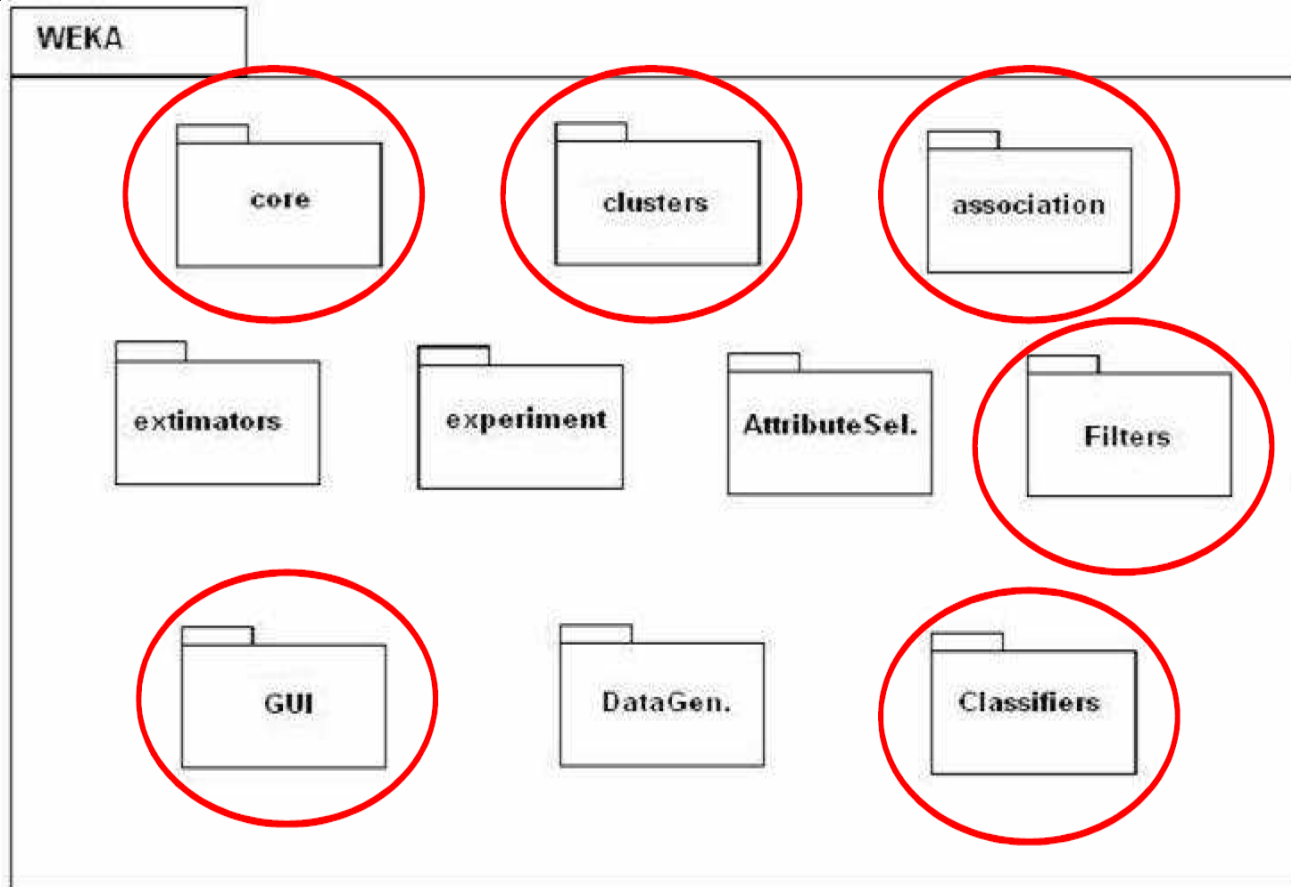 WEKA
core
clusters
association
extimators
experiment
AttributeSel.
Filters
GUI
DataGen.
Classifiers